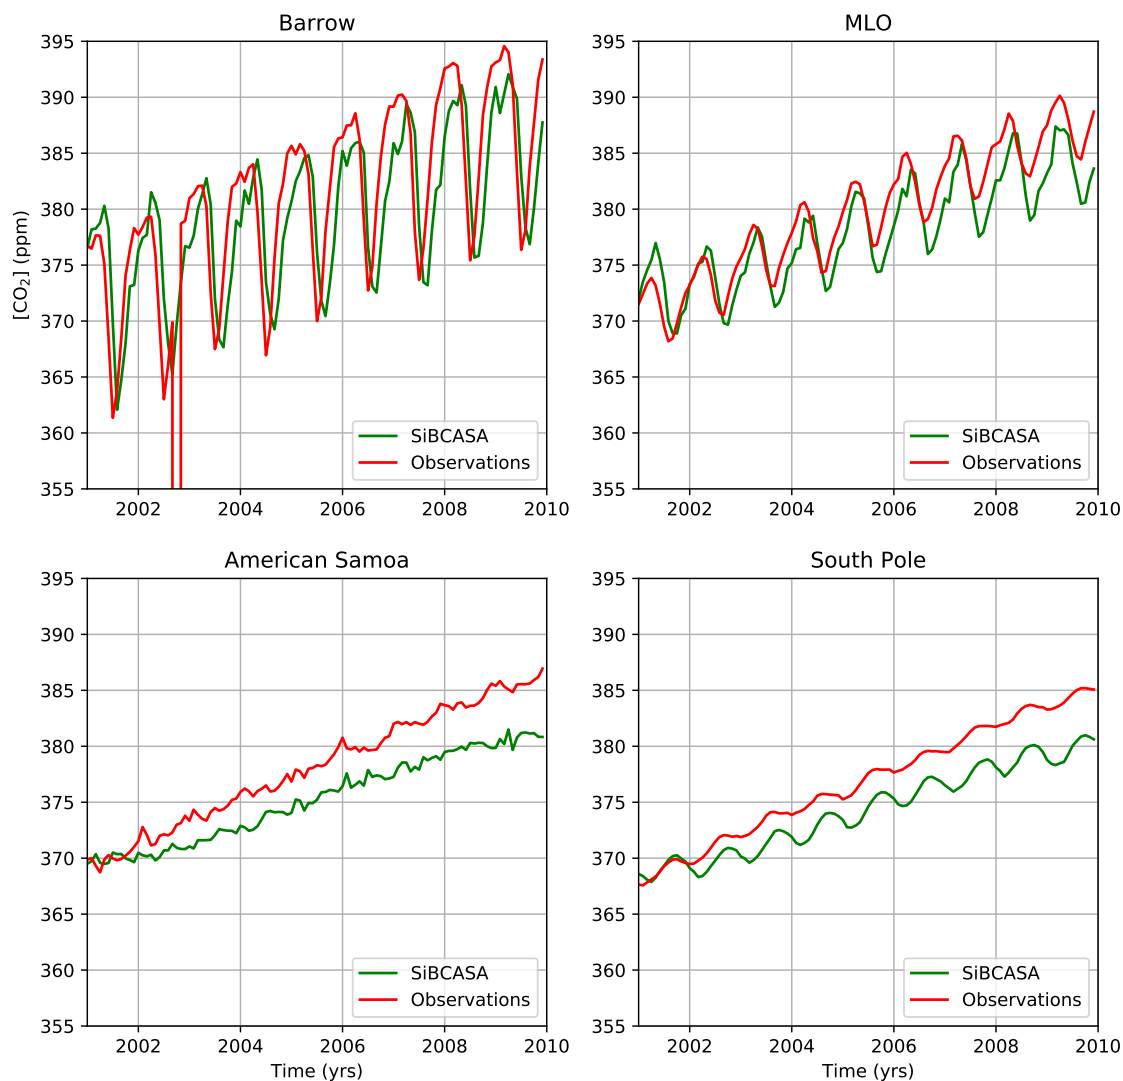 Barrow
395
390
385
380
375
370
365
360
355
[CO₂] (ppm)
SiBCASA
Observations
2002 2004 2006 2008 2010
MLO
395
390
385
380
375
370
365
360
355
SiBCASA
Observations
2002 2004 2006 2008 2010
American Samoa
395
390
385
380
375
370
365
360
355
SiBCASA
Observations
2002 2004 2006 2008 2010
Time (yrs)
South Pole
395
390
385
380
375
370
365
360
355
SiBCASA
Observations
2002 2004 2006 2008 2010
Time (yrs)